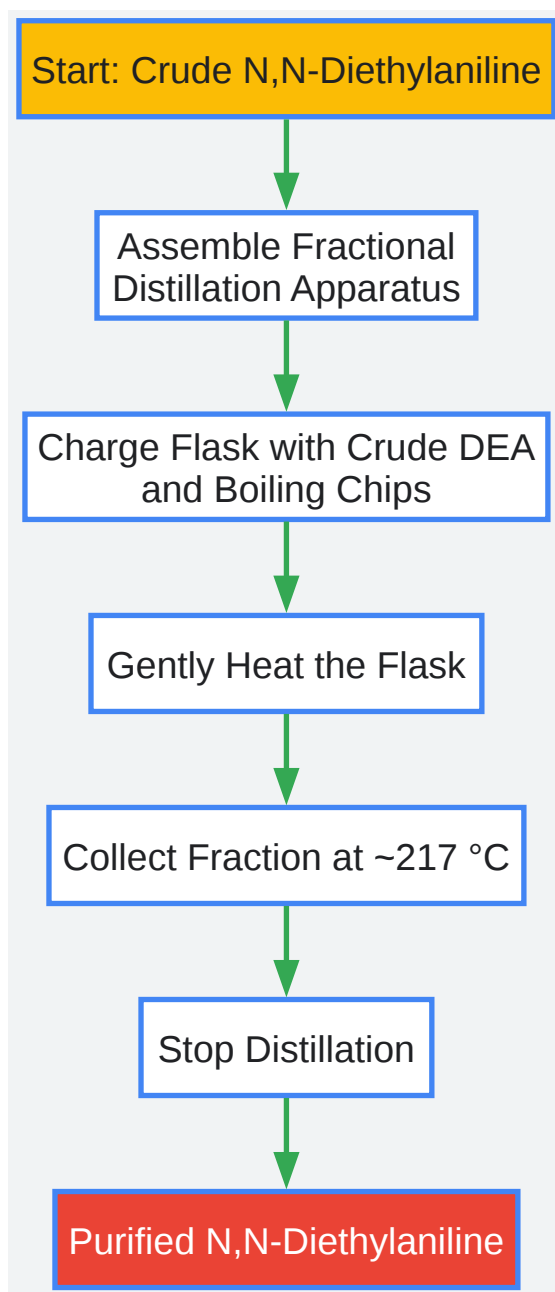 Start: Crude N,N-Diethylaniline
Assemble Fractional
Distillation Apparatus
Charge Flask with Crude DEA
and Boiling Chips
Gently Heat the Flask
Collect Fraction at ~217 °C
Stop Distillation
Purified N,N-Diethylaniline